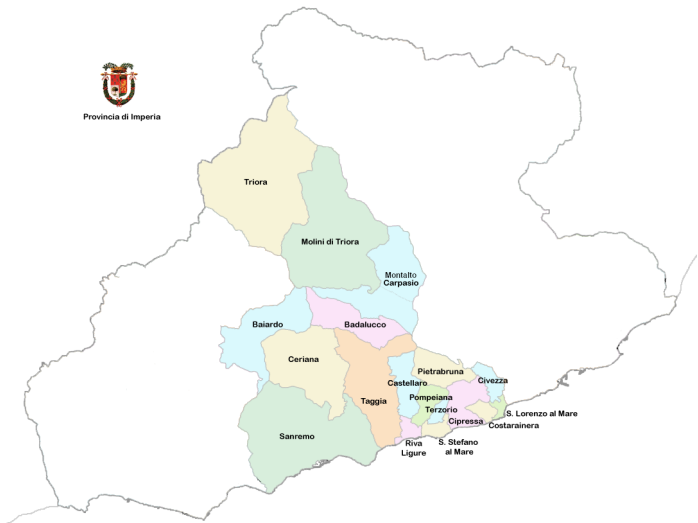 Provincia di Imperia
Triora
Molini di Triora
Montalto
Carpasio
Baiardo
Badalucco
Ceriana
Pietrabruna
Castellaro
Civezza
Taggia
Pompeiana
Terzorio
S. Lorenzo al Mare
Cipressa
Costarainera
Sanremo
Riva
Ligure
S. Stefano
al Mare